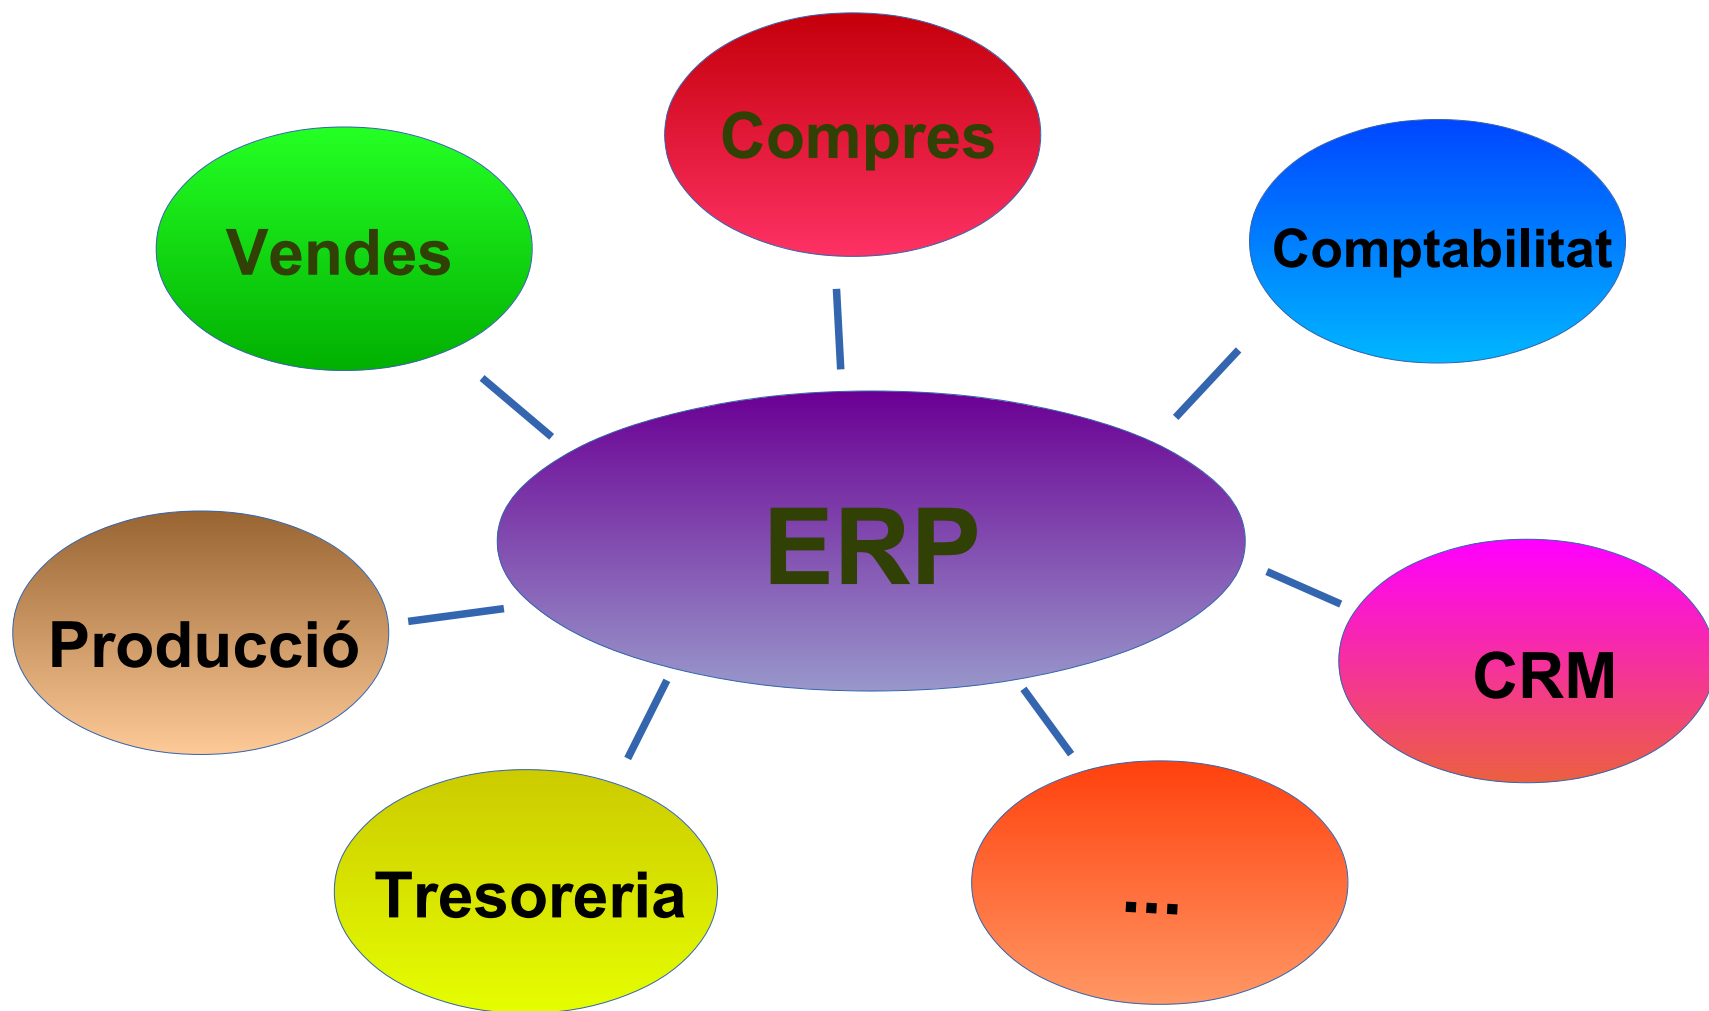 Compres
Vendes
Comptabilitat
ERP
Producció
CRM
Tresoreria
...